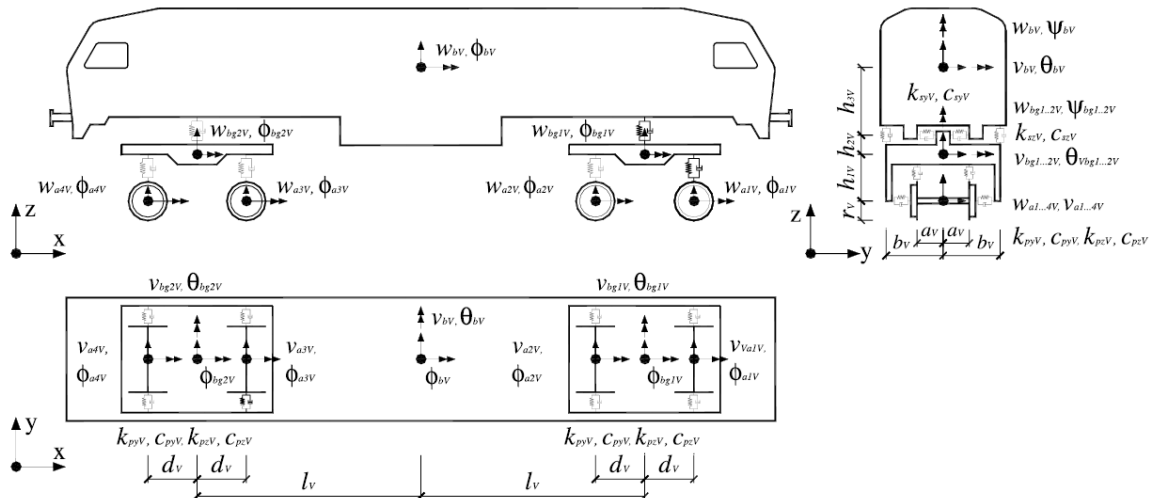 w_bV, ϕ_bV
w_bg2V, ϕ_bg2V
w_bg1V, ϕ_bg1V
w_a4V, ϕ_a4V
w_a3V, ϕ_a3V
w_a2V, ϕ_a2V
w_a1V, ϕ_a1V
z
x
w_bV, ψ_bV
v_bV, θ_bV
k_syV, c_syV
w_bg1..2V, ψ_bg1..2V
k_szV, c_szV
v_bg1...2V, θ_Vbg1...2V
w_a1...4V, v_a1...4V
k_pyV, c_pyV, k_pzV, c_pzV
h_3V
h_2V
h_1V
r_V
z
y
b_V a_V a_V b_V
v_bg2V, θ_bg2V
v_bg1V, θ_bg1V
v_bV, θ_bV
v_a4V,
ϕ_a4V
ϕ_bg2V
v_a3V,
ϕ_a3V
ϕ_bV
v_a2V,
ϕ_a2V
ϕ_bg1V
v_Va1V,
ϕ_a1V
y
x
k_pyV, c_pyV, k_pzV, c_pzV
k_pyV, c_pyV, k_pzV, c_pzV
d_V d_V
d_V d_V
l_V l_V